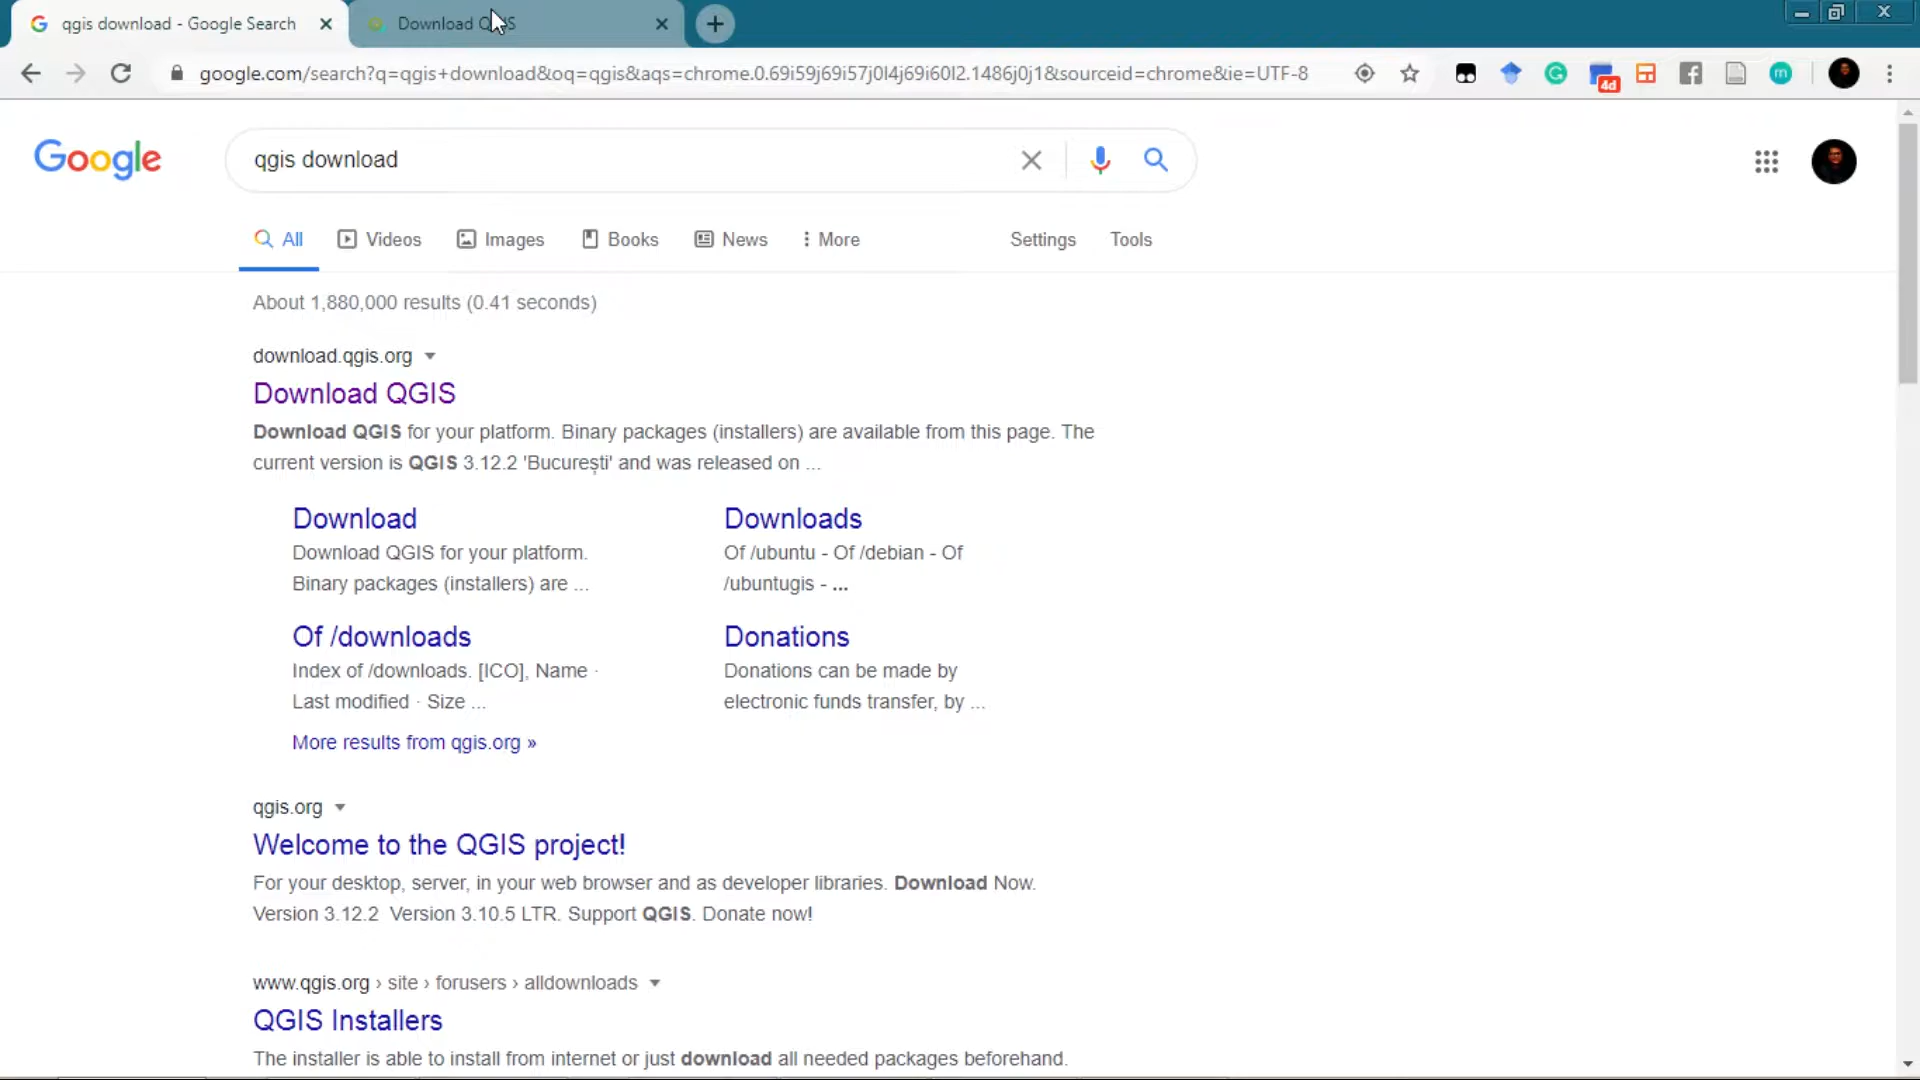 qgis download - Google Search
Download QGIS
google.com/search?q=qgis+download&oq=qgis&aqs=chrome.0.69i59j69i57j0l4j69i60l2.1486j0j1&sourceid=chrome&ie=UTF-8
4d
Google
qgis download
All Videos Images Books News More Settings Tools
About 1,880,000 results (0.41 seconds)
download.qgis.org
Download QGIS
Download QGIS for your platform. Binary packages (installers) are available from this page. The
current version is QGIS 3.12.2 'București' and was released on ...
Download
Download QGIS for your platform.
Binary packages (installers) are ...
Downloads
Of /ubuntu - Of /debian - Of
/ubuntugis - ...
Of /downloads
Index of /downloads. [ICO], Name ·
Last modified · Size ...
Donations
Donations can be made by
electronic funds transfer, by ...
More results from qgis.org »
qgis.org
Welcome to the QGIS project!
For your desktop, server, in your web browser and as developer libraries. Download Now.
Version 3.12.2 Version 3.10.5 LTR. Support QGIS. Donate now!
www.qgis.org › site › forusers › alldownloads
QGIS Installers
The installer is able to install from internet or just download all needed packages beforehand.